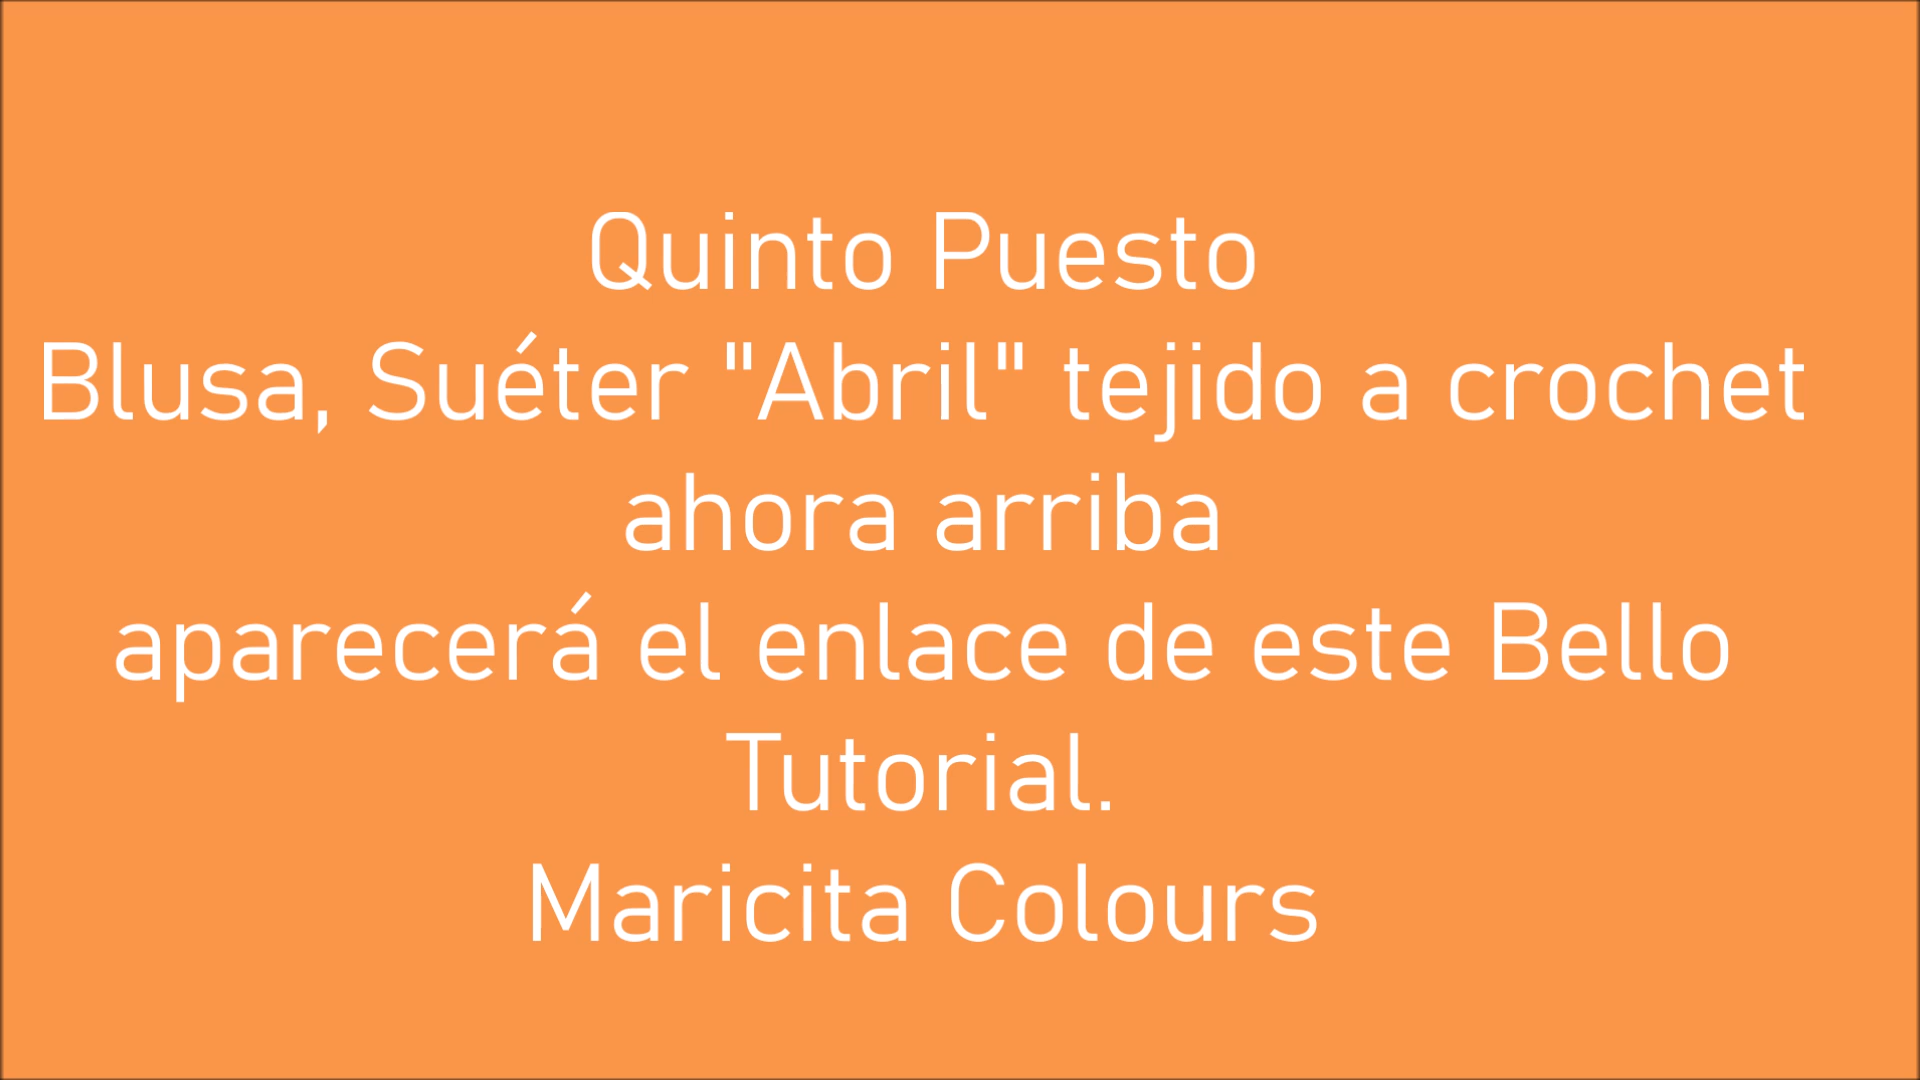 Quinto Puesto
Blusa, Suéter "Abril" tejido a crochet
ahora arriba
aparecerá el enlace de este Bello
Tutorial.
Maricita Colours